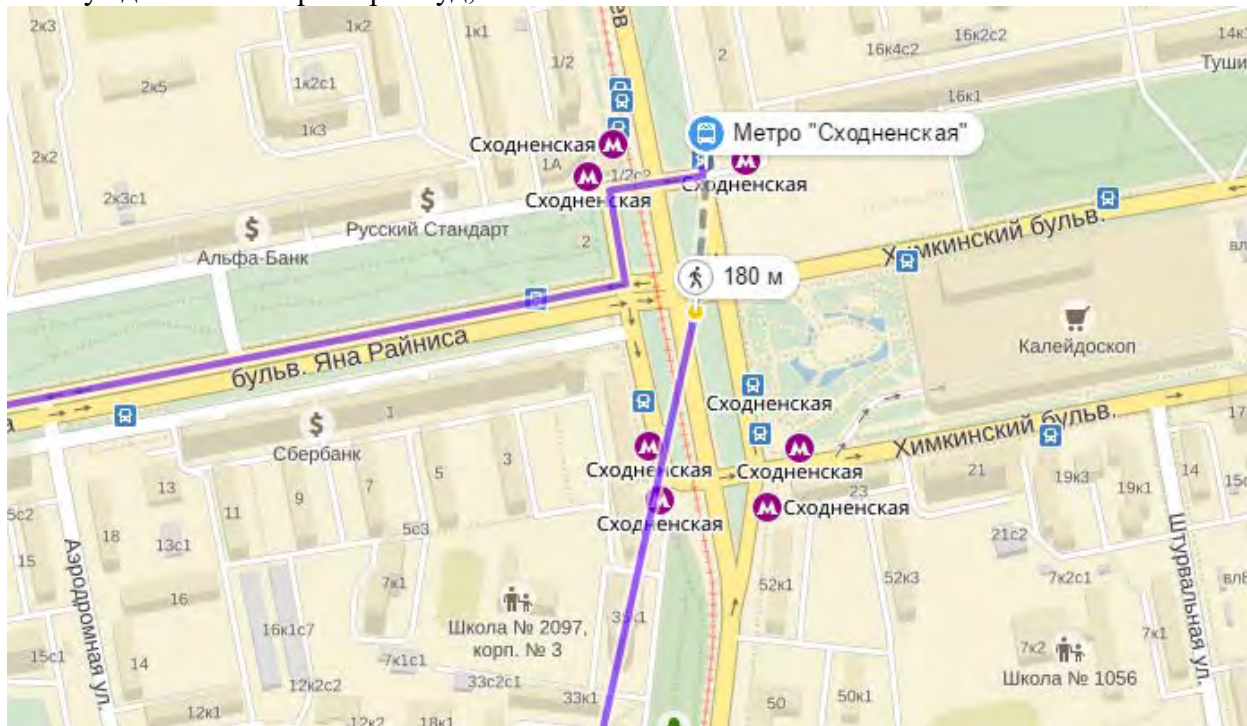 2к3
1к2
1к1
2
16к4с2
16к2с2
2к5
1к2с1
1/2
16к1
1к3
Метро "Сходненская"
Сходненская
2к2
1А
1/2с2
Сходненская
Сходненская
2к3с1
Русский Стандарт
Альфа-Банк
2
Химкинский бульв.
180 м
Калейдоскоп
бульв. Яна Райниса
1
Сбербанк
Сходненская
Химкинский бульв.
5
3
Сходненская
Сходненская
21
19к3
19к1
14
13
9
7
11
5с3
Сходненская
23
Сходненская
5с2
18
13с1
15
Аэродромная ул.
21с2
Штурвальная ул.
16
7к1
52к1
52к3
7к2с1
16к1с7
Школа № 2097,
корп. № 3
7к2
7к1
15с1
14
7к1с1
Школа № 1056
12к2с2
33с2с1
33к1
50
50к1
12к1
12к2
18к1